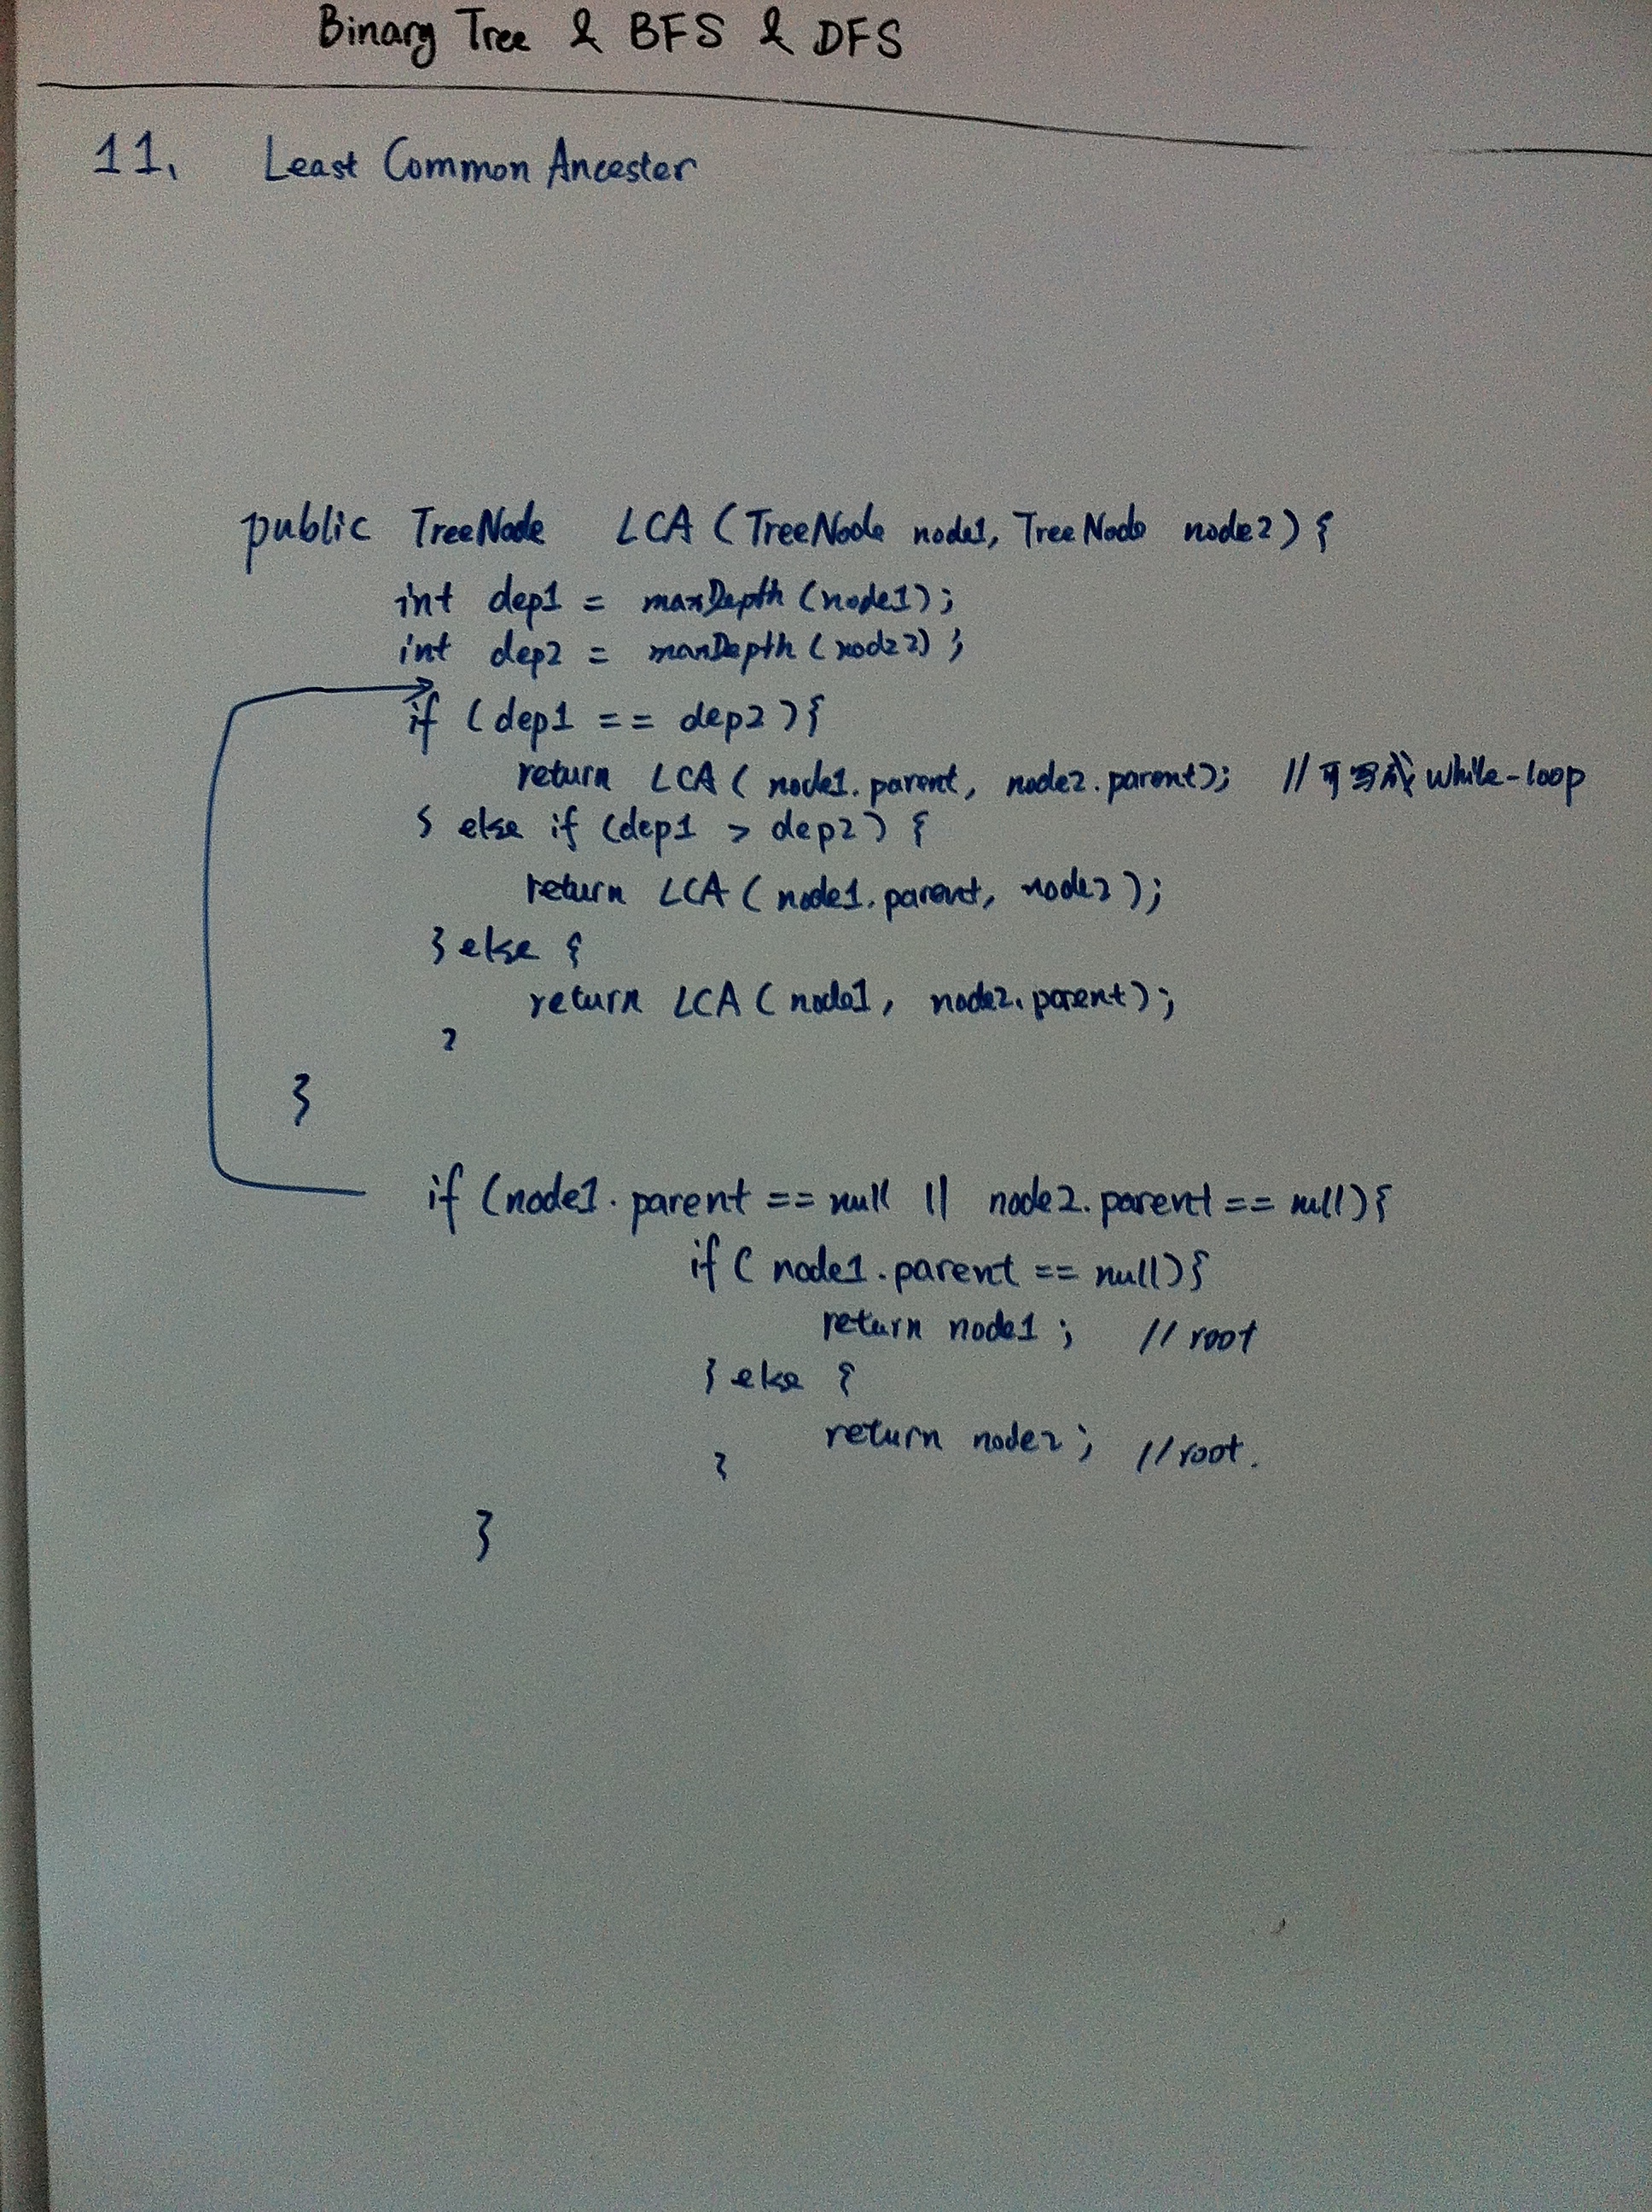 Binary Tree & BFS & DFS
11. Least Common Ancester
public TreeNode LCA (TreeNode node1, TreeNode node2) {
int dep1 = maxDepth (node1);
int dep2 = maxDepth (node2);
if (dep1 == dep2) {
return LCA ( node1.parent, node2.parent); // 可写成 while-loop
} else if (dep1 > dep2) {
return LCA ( node1.parent, node2 );
} else {
return LCA ( node1, node2.parent);
}
}
if (node1.parent == null || node2.parent == null) {
if ( node1.parent == null) {
return node1 ; // root
} else {
return node2 ; // root.
}
}